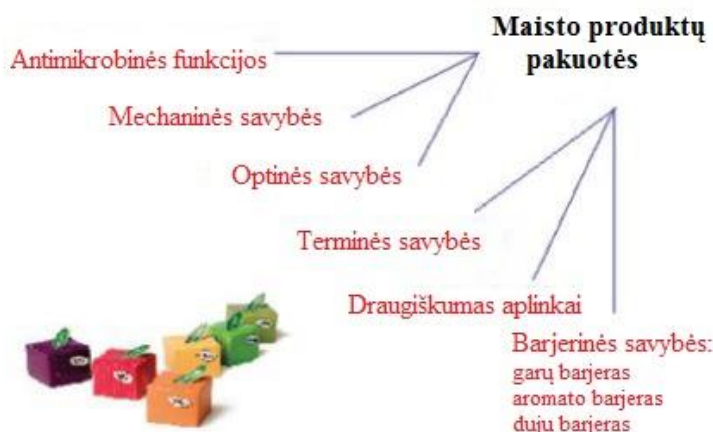 Maisto produktų
pakuotės
Antimikrobinės funkcijos
Mechaninės savybės
Optinės savybės
Terminės savybės
Draugiškumas aplinkai
Barjerinės savybės:
garų barjeras
aromato barjeras
dujų barjeras